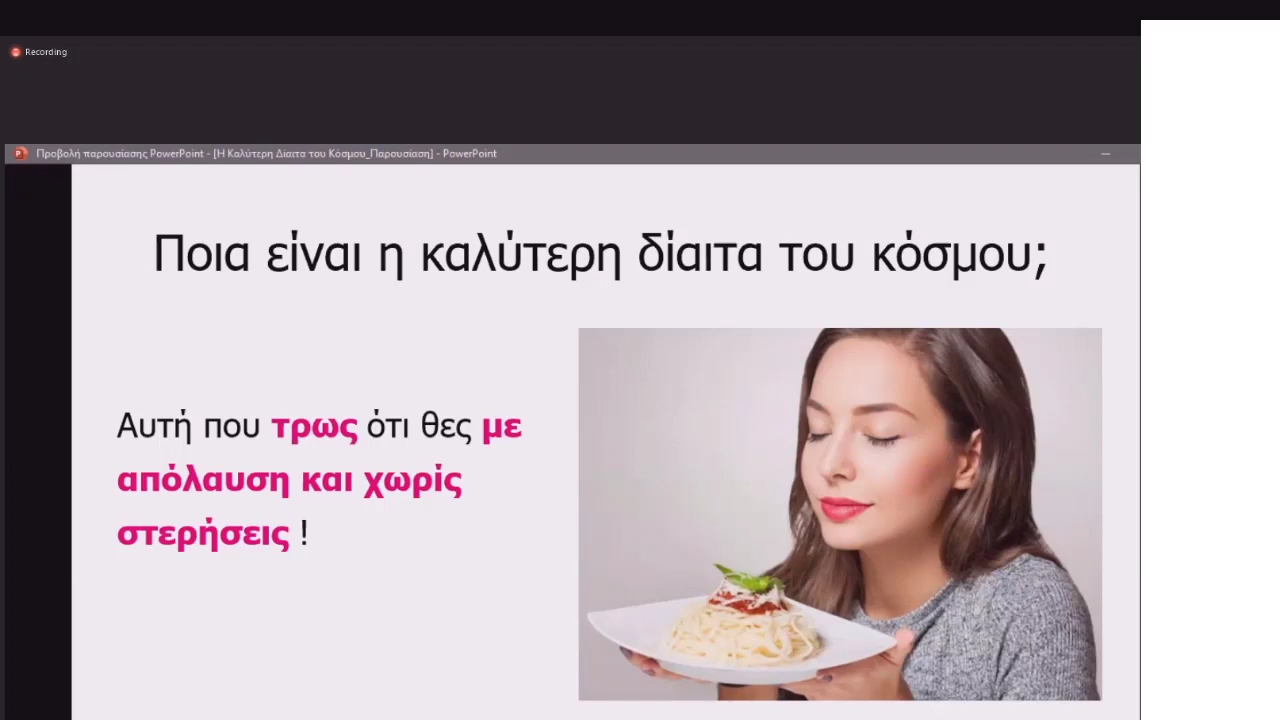 Recording
Προβολή παρουσίασης PowerPoint - [Η Καλύτερη Δίαιτα του Κόσμου_Παρουσίαση] - PowerPoint
Ποια είναι η καλύτερη δίαιτα του κόσμου;
Αυτή που τρως ότι θες με
απόλαυση και χωρίς
στερήσεις !